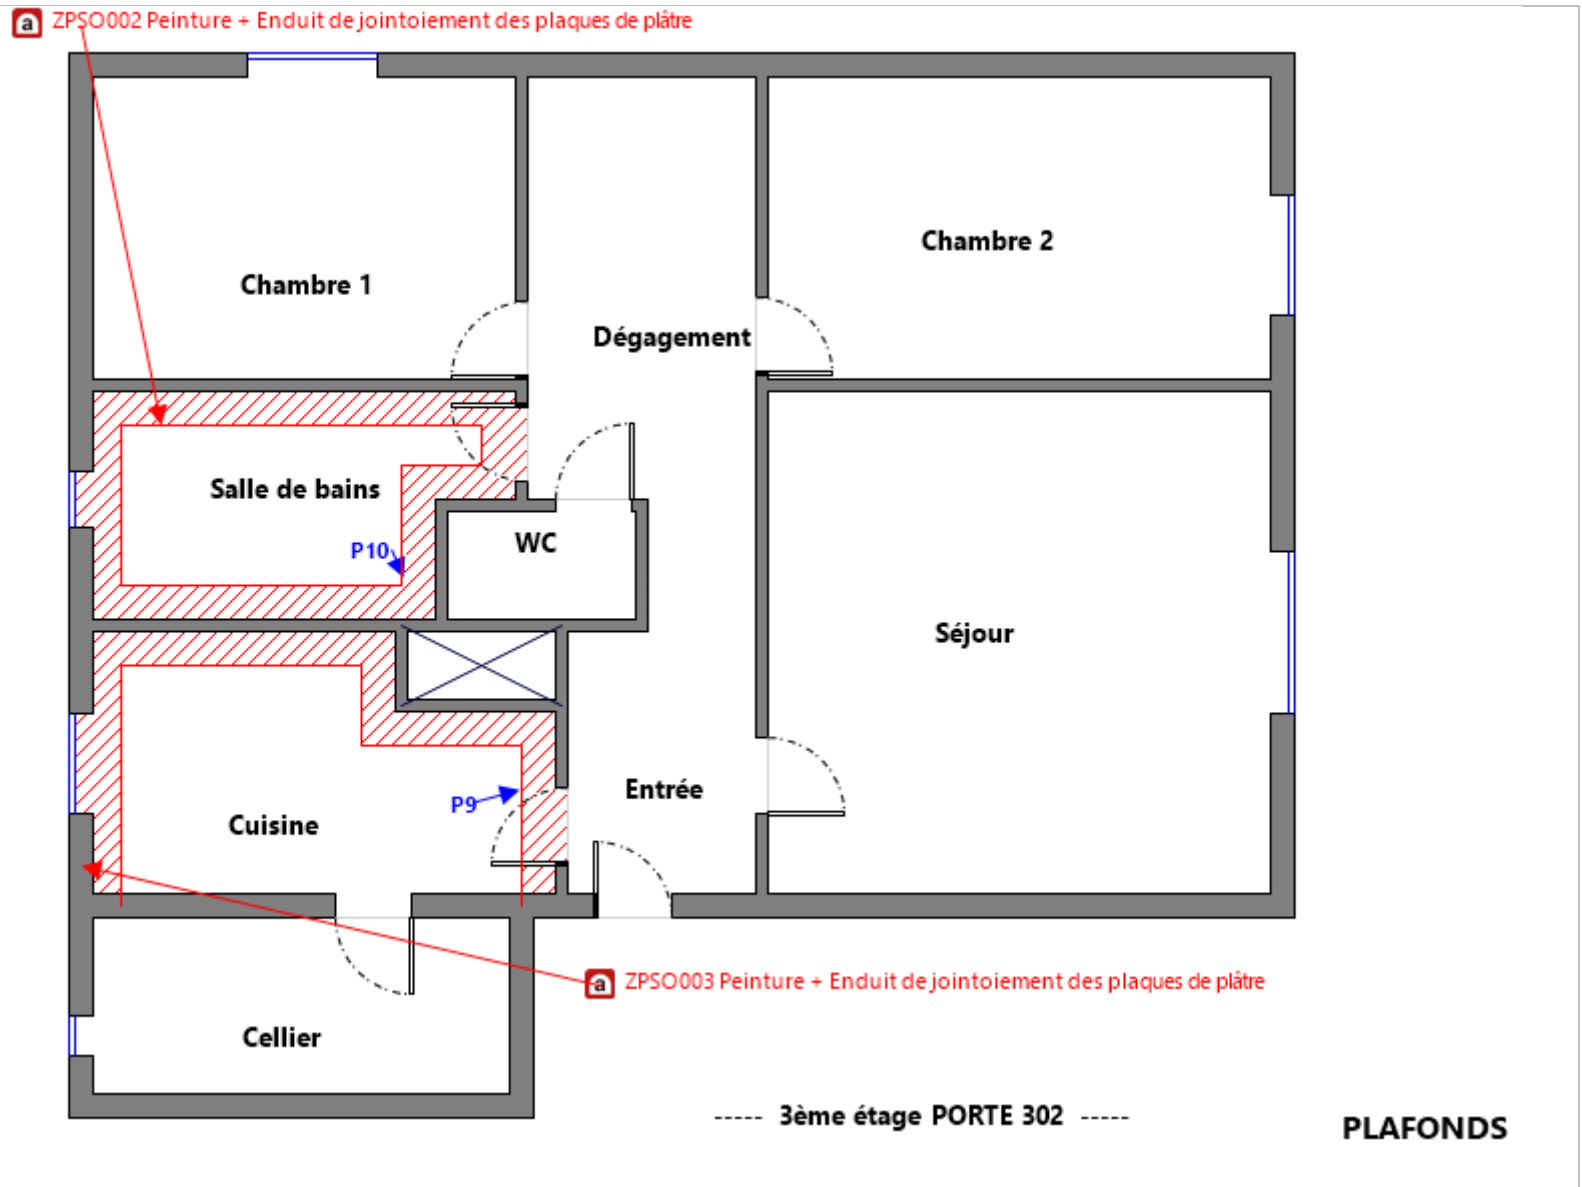 a ZPSO002 Peinture + Enduit de jointoiement des plaques de plâtre
Chambre 2
Chambre 1
Dégagement
Salle de bains
WC
P10
Séjour
Entrée
P9
Cuisine
a ZPSO003 Peinture + Enduit de jointoiement des plaques de plâtre
Cellier
----- 3ème étage PORTE 302 -----
PLAFONDS